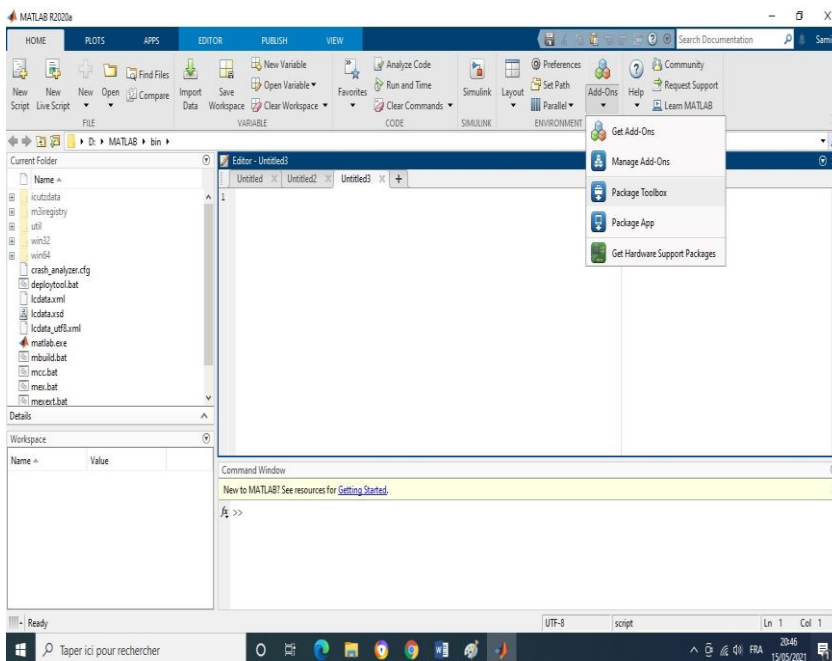 MATLAB R2020a
HOME PLOTS APPS EDITOR PUBLISH VIEW Search Documentation Sami
New Script New Live Script New Open Find Files Compare Import Data Save Workspace New Variable Open Variable Clear Workspace Favorites Analyze Code Run and Time Clear Commands Simulink Layout Preferences Set Path Parallel Add-Ons Help Community Request Support Learn MATLAB
FILE VARIABLE CODE SIMULINK ENVIRONMENT
Get Add-Ons
Manage Add-Ons
Package Toolbox
Package App
Get Hardware Support Packages
D: MATLAB bin
Current Folder
Name
icutzdata
m3iregistry
util
win32
win64
crash_analyzer.cfg
deploytool.bat
lcdata.xml
lcdata.xsd
lcdata_utf8.xml
matlab.exe
mbuild.bat
mcc.bat
mex.bat
mexext.bat
Details
Workspace
Name Value
Editor - Untitled3
Untitled Untitled2 Untitled3 +
1
Command Window
New to MATLAB? See resources for Getting Started.
fx >>
Ready UTF-8 script Ln 1 Col 1
Taper ici pour rechercher FRA 20:46
15/05/2021